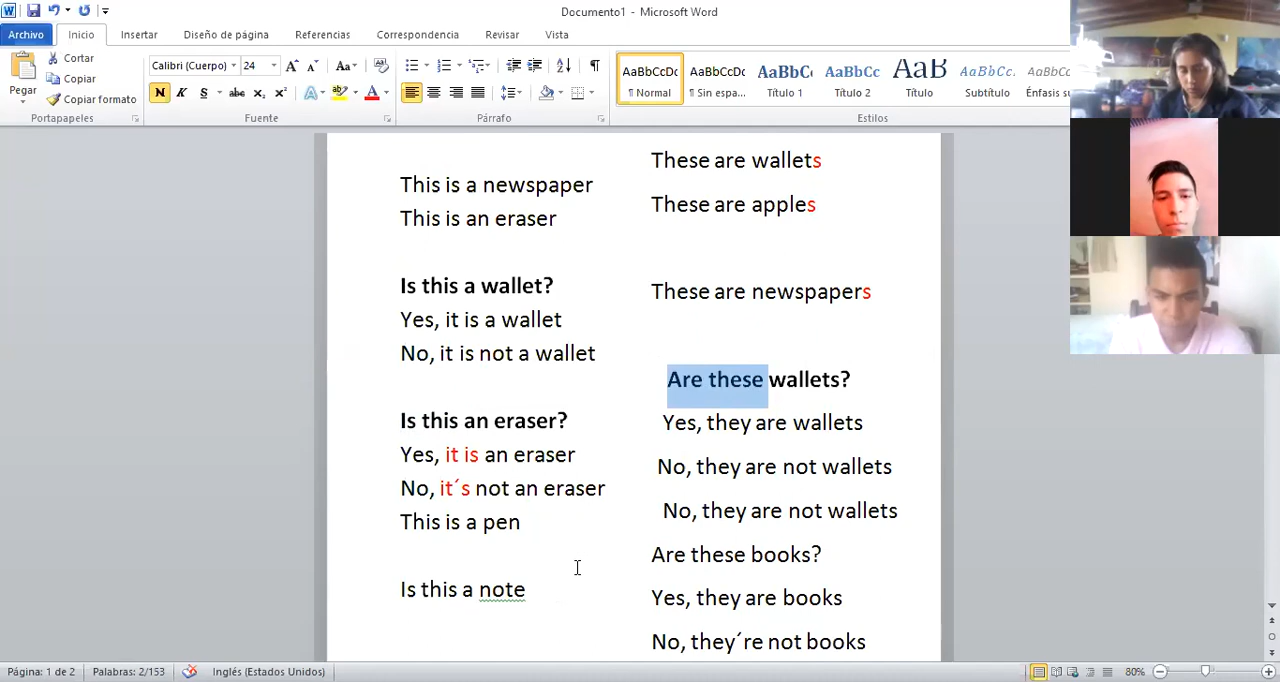 Documento1 - Microsoft Word
Archivo Inicio Insertar Diseño de página Referencias Correspondencia Revisar Vista
Cortar
Copiar
Copiar formato
Pegar
Portapapeles
Calibri (Cuerpo) 24
Fuente
Párrafo
AaBbCcDc AaBbCcDc AaBbC AaBbCc AaB AaBbCc. AaBbCc
¶ Normal ¶ Sin espa... Título 1 Título 2 Título Subtítulo Énfasis su
Estilos
This is a newspaper
This is an eraser
Is this a wallet?
Yes, it is a wallet
No, it is not a wallet
Is this an eraser?
Yes, it is an eraser
No, it´s not an eraser
This is a pen
Is this a note
These are wallets
These are apples
These are newspapers
Are these wallets?
Yes, they are wallets
No, they are not wallets
No, they are not wallets
Are these books?
Yes, they are books
No, they´re not books
Página: 1 de 2 Palabras: 2/153 Inglés (Estados Unidos) 80%